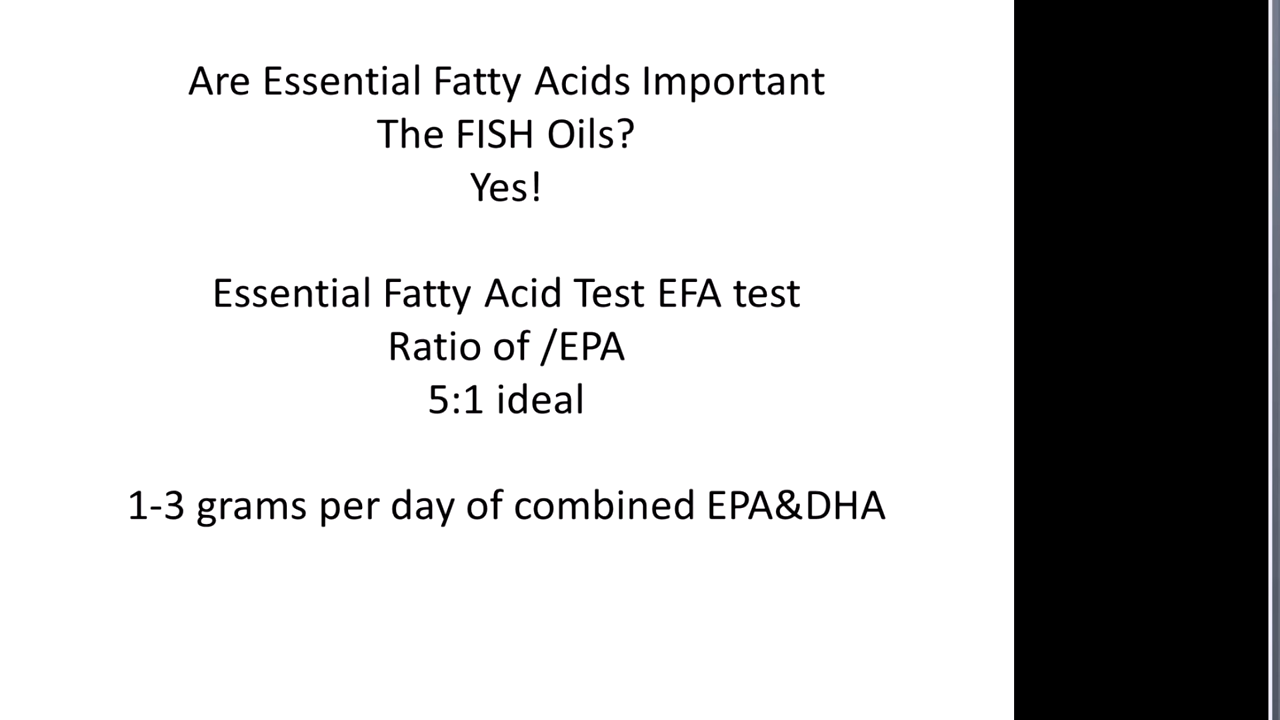 Are Essential Fatty Acids Important
The FISH Oils?
Yes!
Essential Fatty Acid Test EFA test
Ratio of /EPA
5:1 ideal
1-3 grams per day of combined EPA&DHA